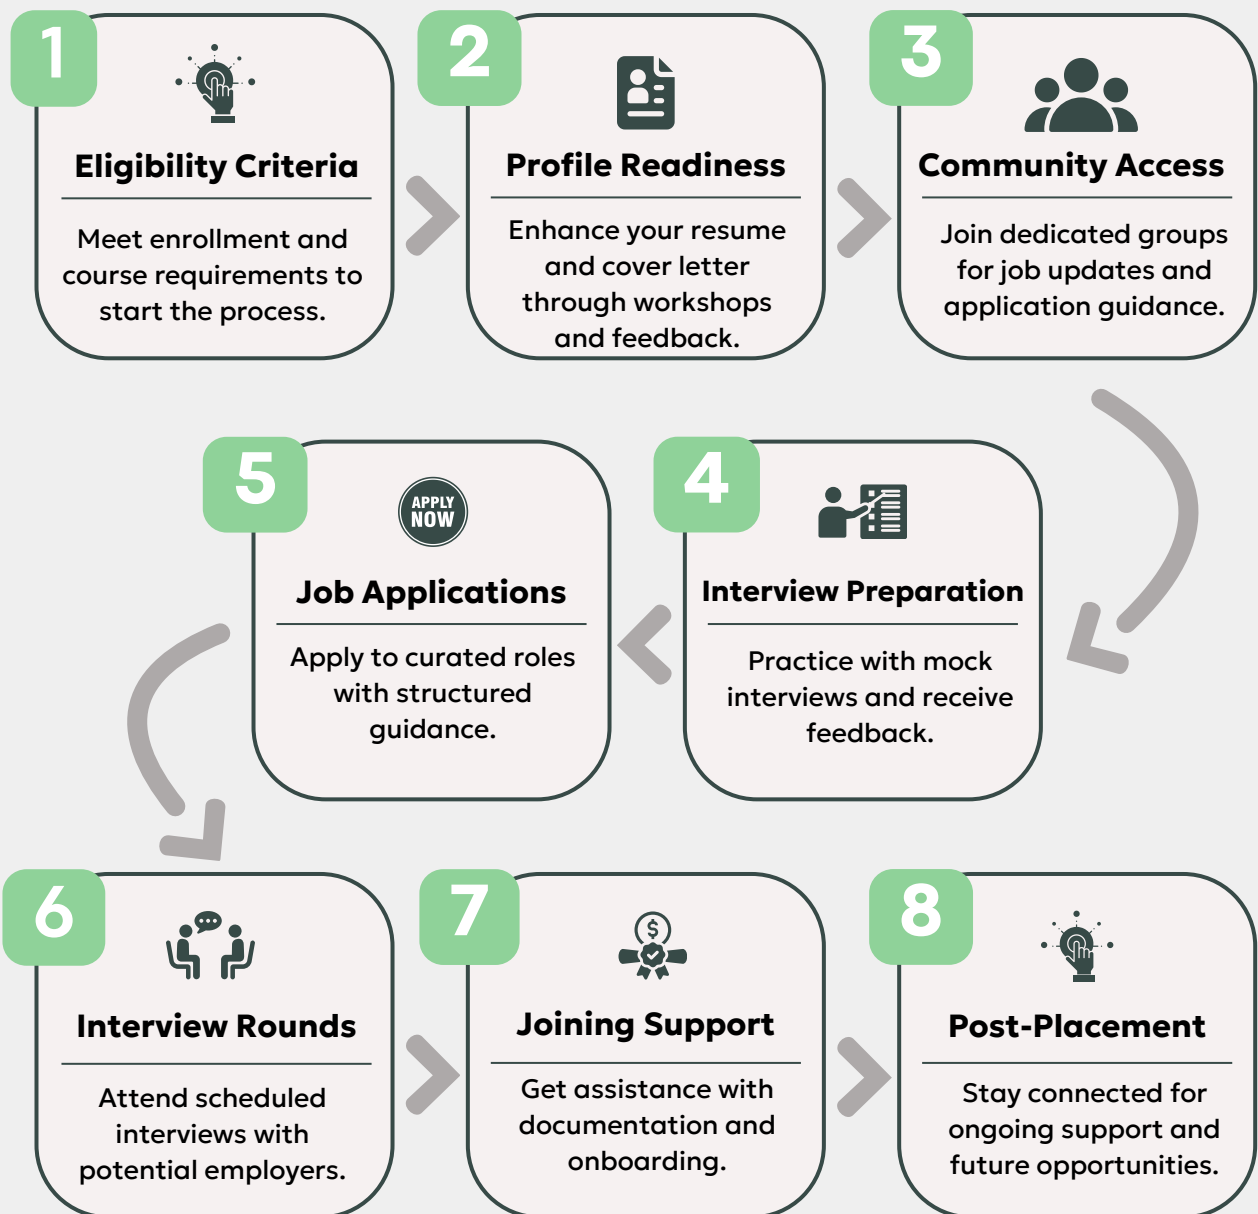 1
Eligibility Criteria
Meet enrollment and
course requirements to
start the process.
2
Profile Readiness
Enhance your resume
and cover letter
through workshops
and feedback.
3
Community Access
Join dedicated groups
for job updates and
application guidance.
4
Interview Preparation
Practice with mock
interviews and receive
feedback.
5
APPLY
NOW
Job Applications
Apply to curated roles
with structured
guidance.
6
Interview Rounds
Attend scheduled
interviews with
potential employers.
7
$
Joining Support
Get assistance with
documentation and
onboarding.
8
Post-Placement
Stay connected for
ongoing support and
future opportunities.